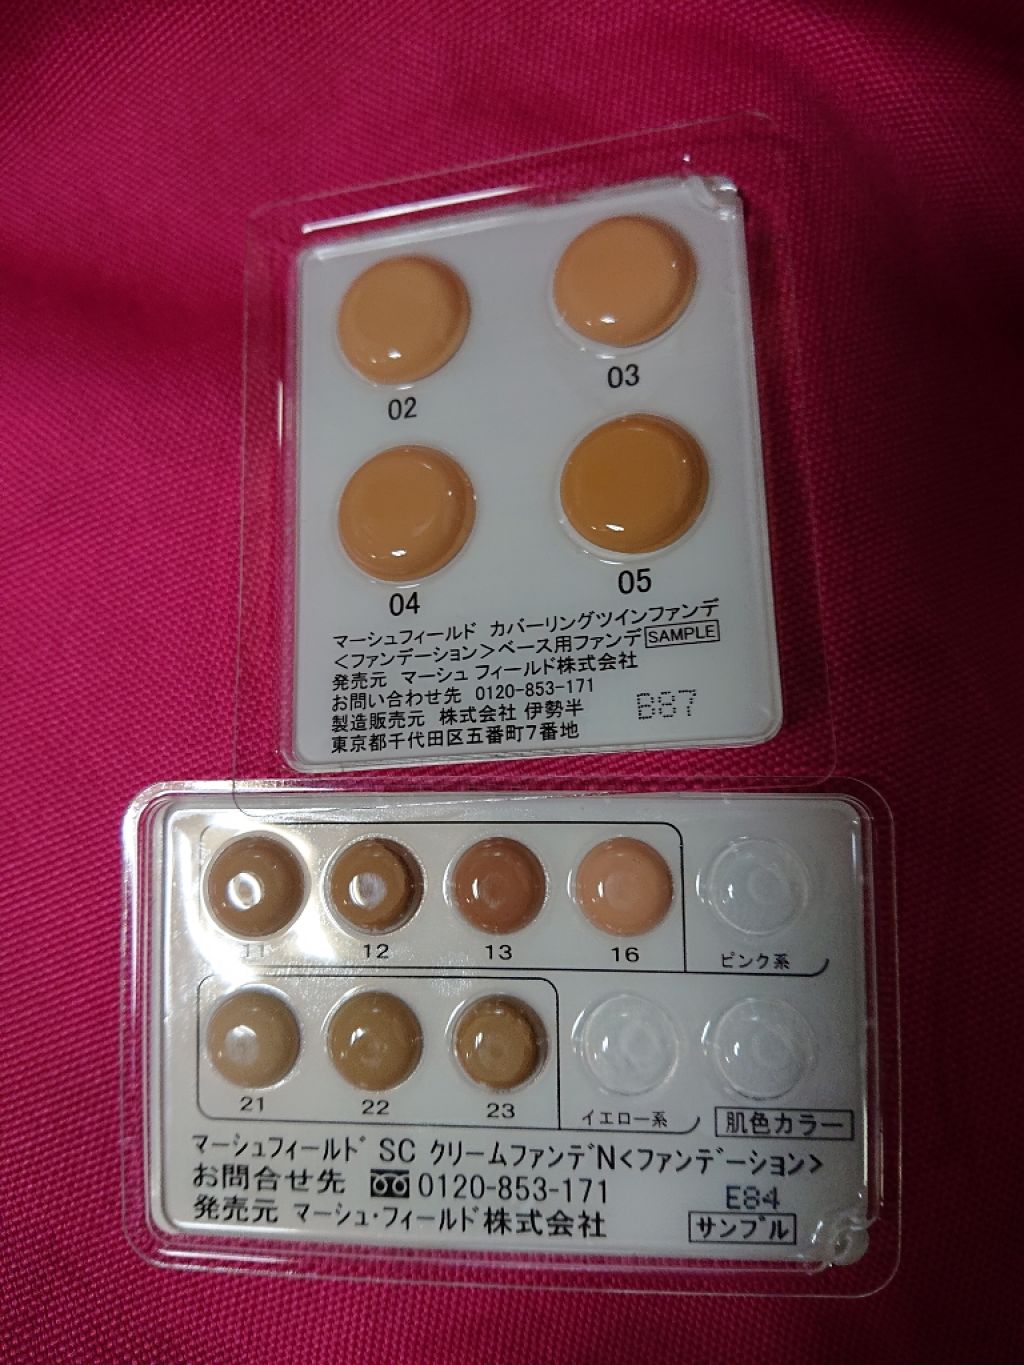 02
03
04
05
マーシュフィールド カバーリングツインファンデ
<ファンデーション>ベース用ファンデ SAMPLE
発売元 マーシュ フィールド株式会社
お問い合わせ先 0120-853-171
製造販売元 株式会社 伊勢半
B87
東京都千代田区五番町7番地
11
12
13
16
ピンク系
21
22
23
イエロー系
肌色カラー
マーシュフィールド SC クリームファンデN<ファンデーション>
お問合せ先 0120-853-171
E84
発売元 マーシュ・フィールド株式会社
サンプル